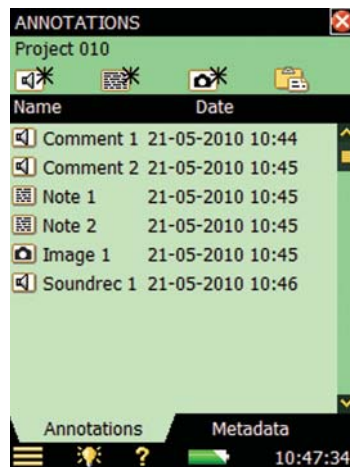 ANNOTATIONS
Project 010
Name Date
Comment 1 21-05-2010 10:44
Comment 2 21-05-2010 10:45
Note 1 21-05-2010 10:45
Note 2 21-05-2010 10:45
Image 1 21-05-2010 10:45
Soundrec 1 21-05-2010 10:46
Annotations Metadata
? 10:47:34